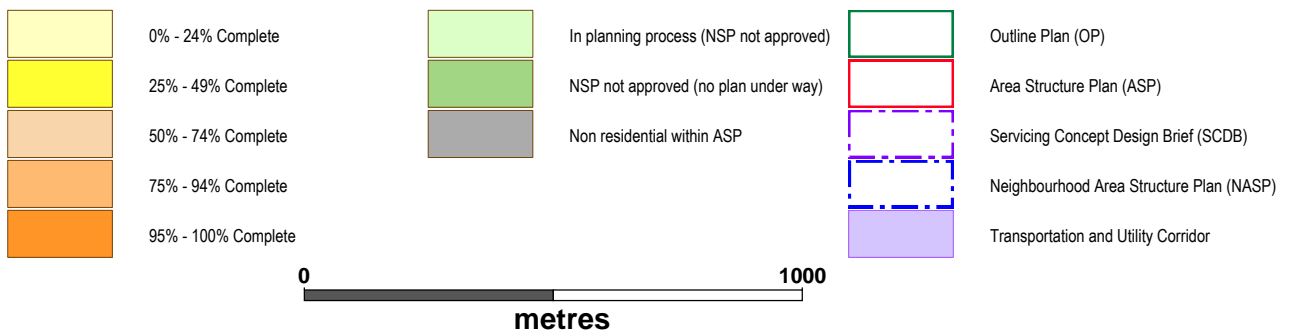 0% - 24% Complete
25% - 49% Complete
50% - 74% Complete
75% - 94% Complete
95% - 100% Complete
In planning process (NSP not approved)
NSP not approved (no plan under way)
Non residential within ASP
Outline Plan (OP)
Area Structure Plan (ASP)
Servicing Concept Design Brief (SCDB)
Neighbourhood Area Structure Plan (NASP)
Transportation and Utility Corridor
0 1000
metres